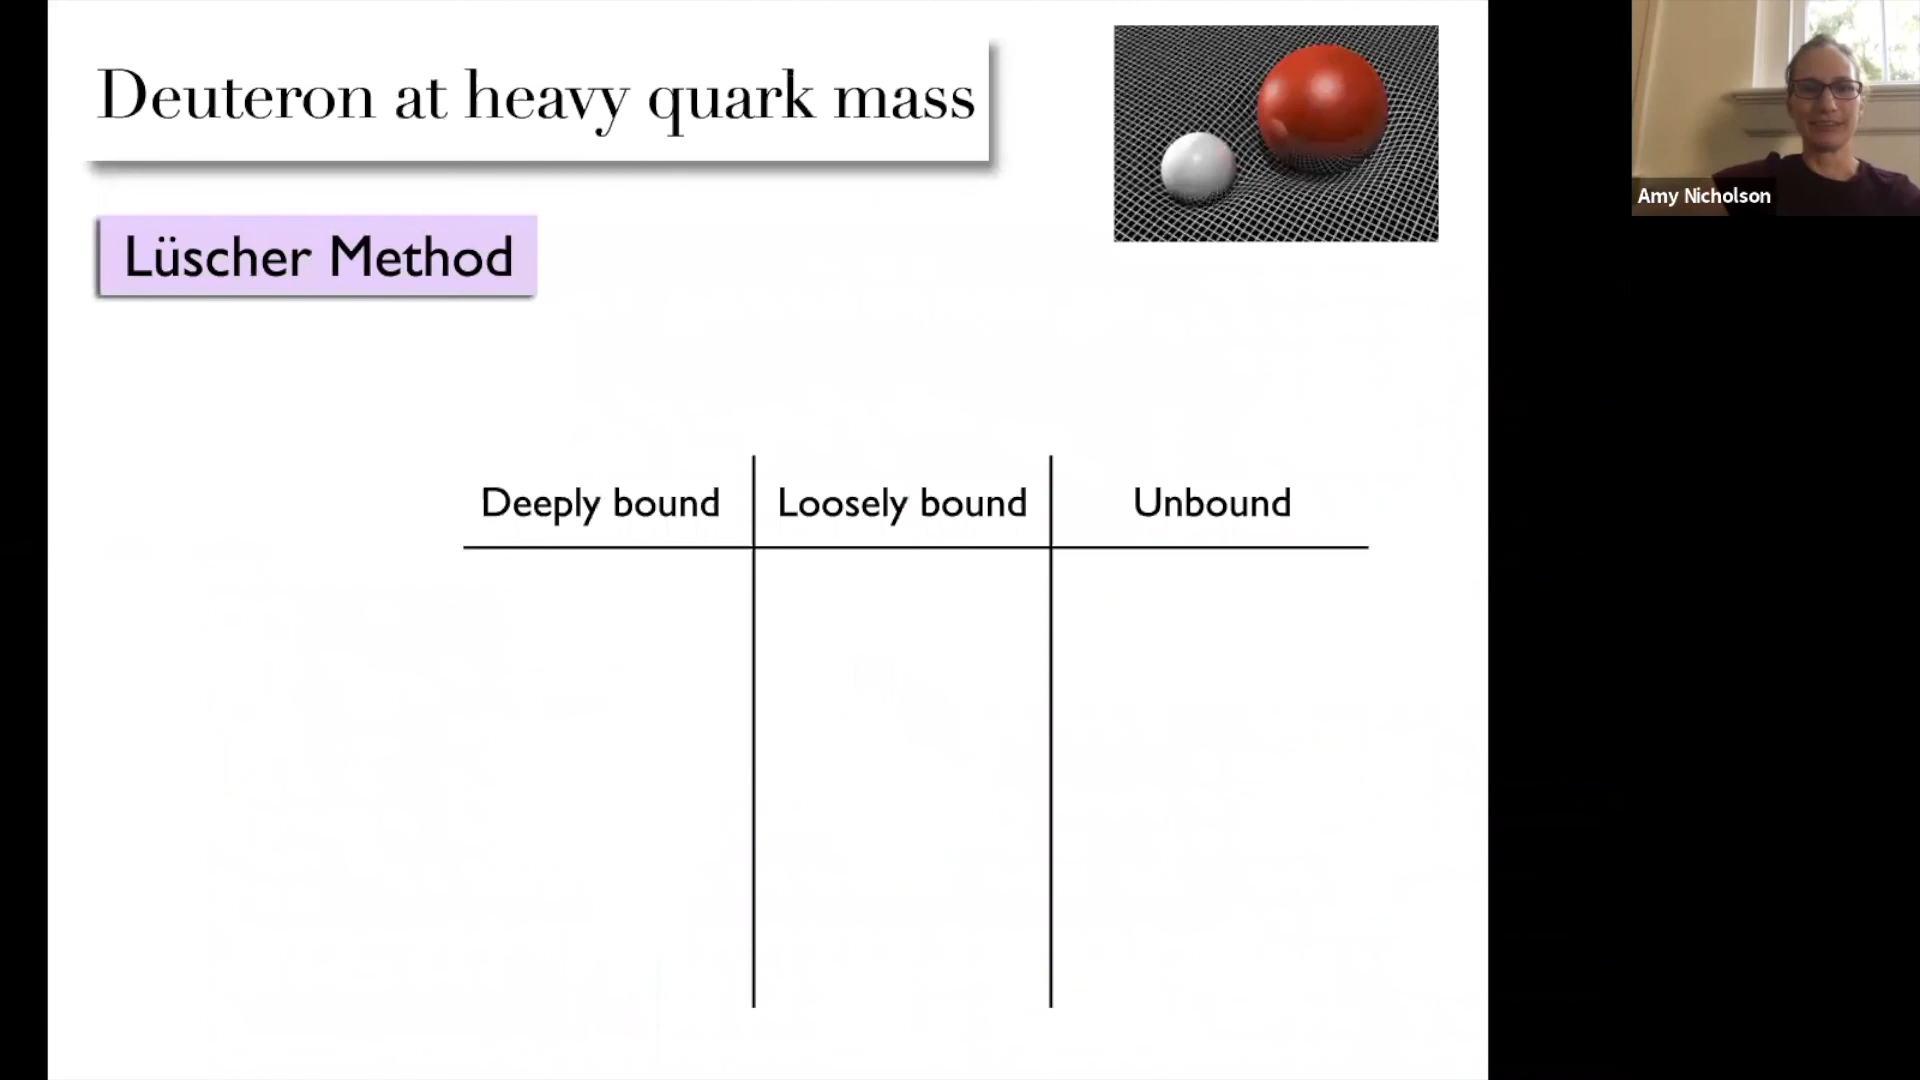 Deuteron at heavy quark mass
Amy Nicholson
Lüscher Method
Deeply bound
Loosely bound
Unbound